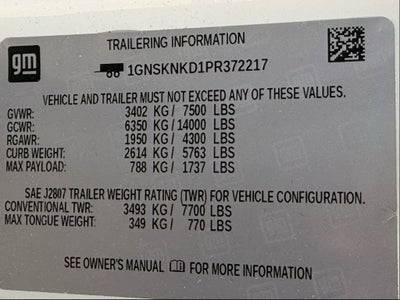 TRAILERING INFORMATION
gm
1GNSKNKD1PR372217
VEHICLE AND TRAILER MUST NOT EXCEED ANY OF THESE VALUES.
GVWR: 3402 KG / 7500 LBS
GCWR: 6350 KG / 14000 LBS
RGAWR: 1950 KG / 4300 LBS
CURB WEIGHT: 2614 KG / 5763 LBS
MAX PAYLOAD: 788 KG / 1737 LBS
SAE J2807 TRAILER WEIGHT RATING (TWR) FOR VEHICLE CONFIGURATION.
CONVENTIONAL TWR: 3493 KG / 7700 LBS
MAX TONGUE WEIGHT: 349 KG / 770 LBS
SEE OWNER'S MANUAL FOR MORE INFORMATION